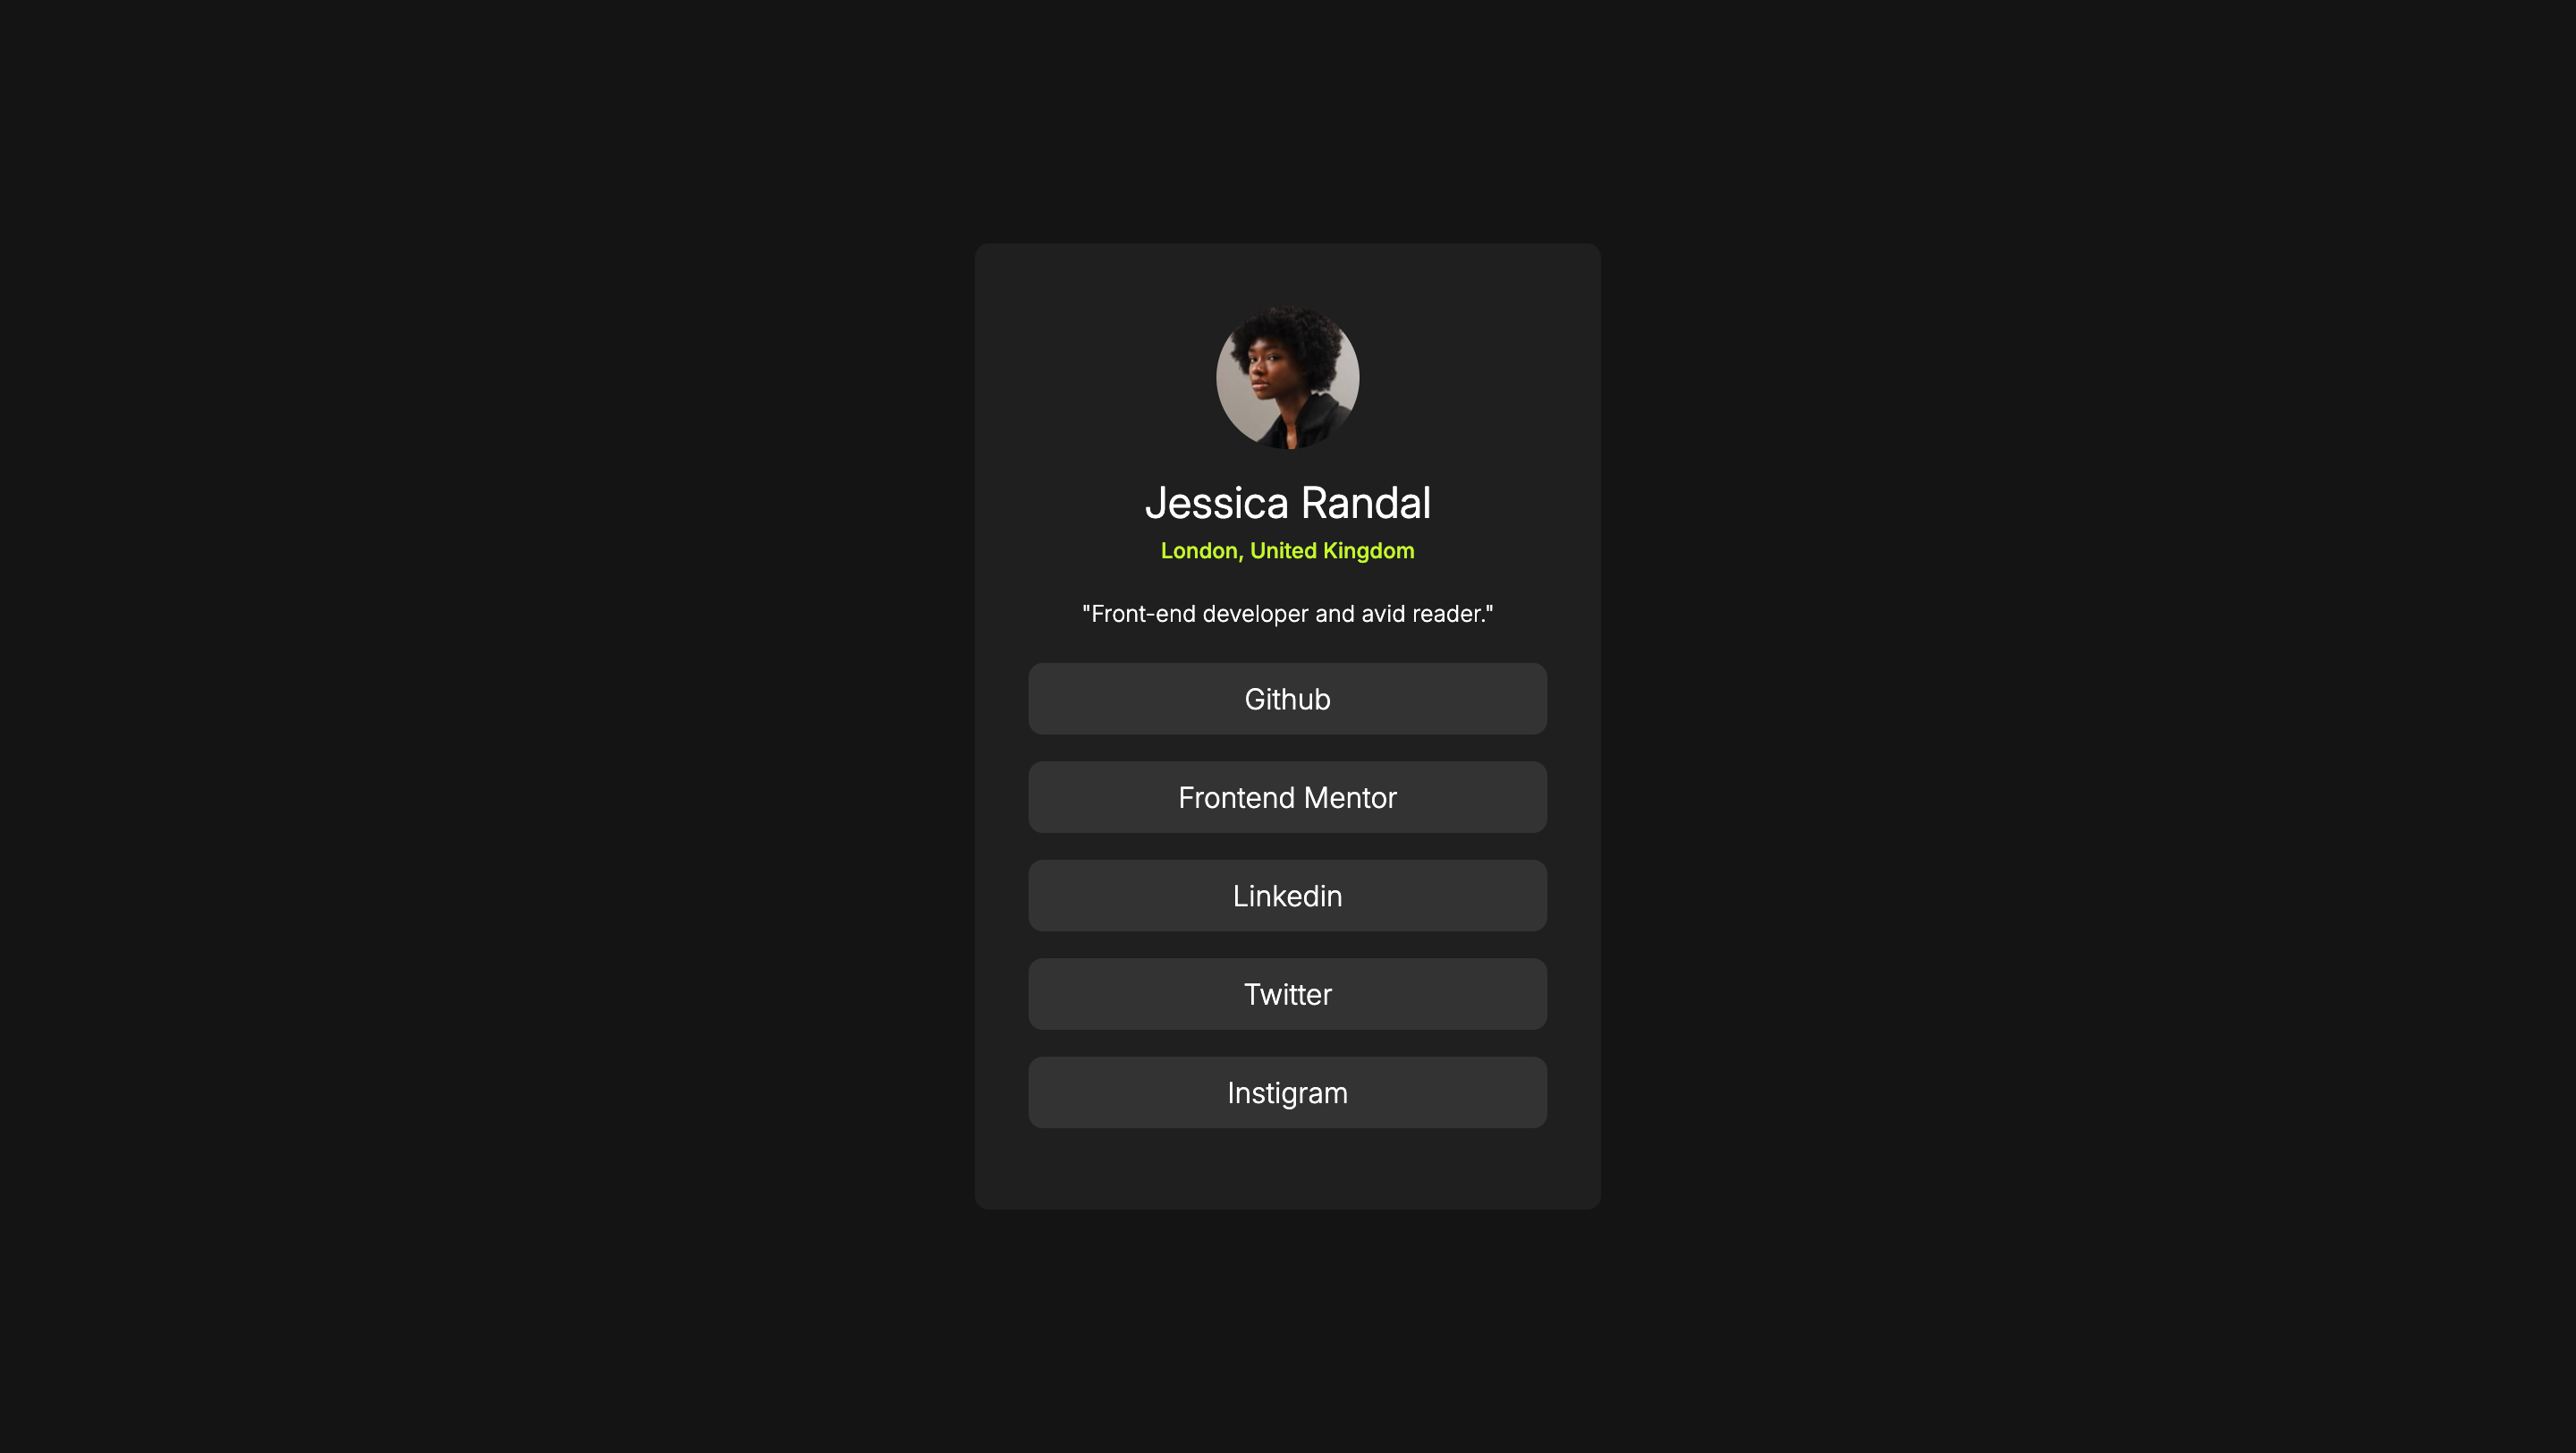 Jessica Randal
London, United Kingdom
"Front-end developer and avid reader."
Github
Frontend Mentor
Linkedin
Twitter
Instigram